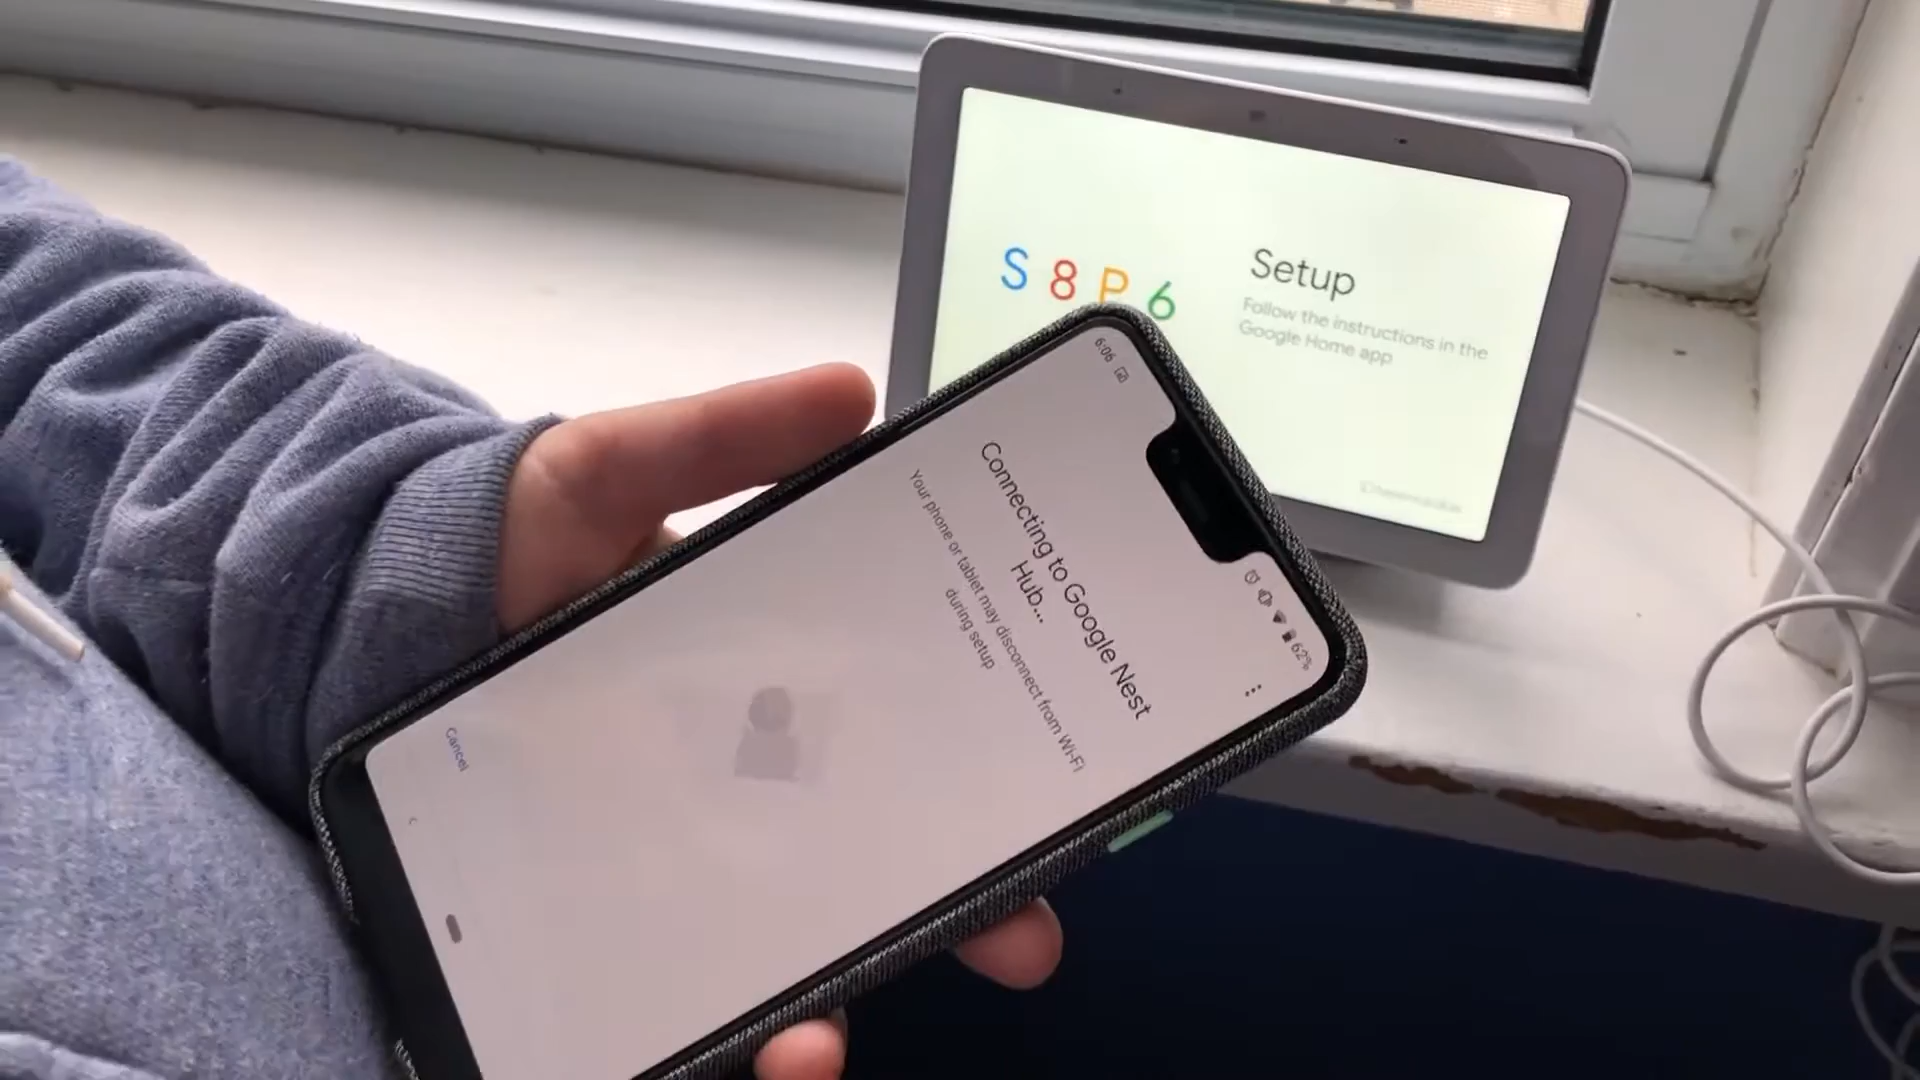 S 8 P 6
Setup
Follow the instructions in the
Google Home app
6:06
62%
Connecting to Google Nest
Hub...
Your phone or tablet may disconnect from Wi-Fi
during setup
Cancel